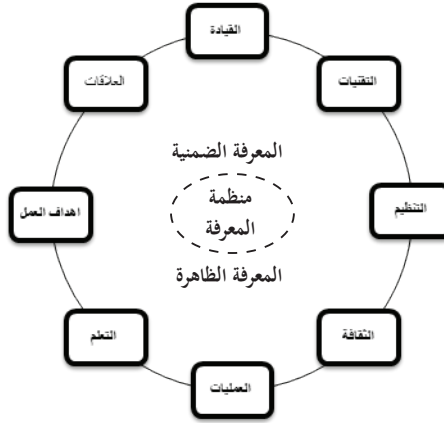 القيادة
التقنيات
العلاقات
المعرفة الضمنية
منظمة
المعرفة
التنظيم
اهداف العمل
المعرفة الظاهرة
الثقافة
التعلم
العمليات